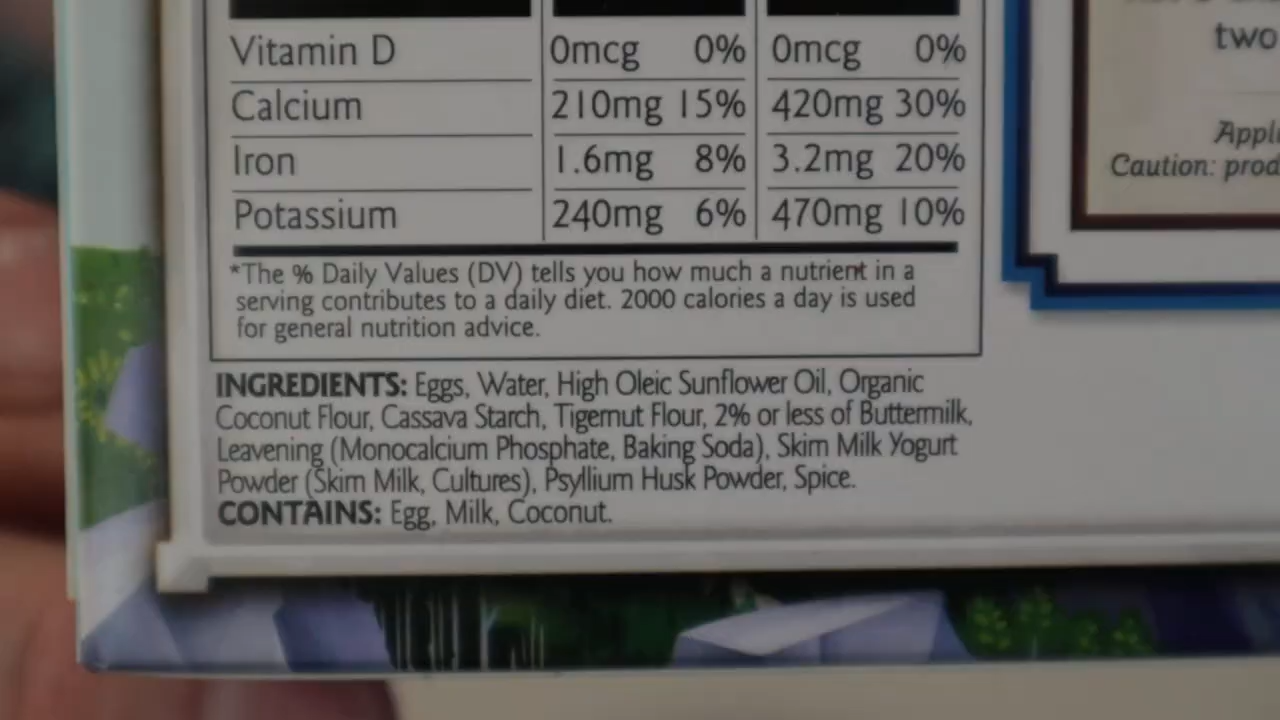 Vitamin D 0mcg 0% 0mcg 0%
Calcium 210mg 15% 420mg 30%
Iron 1.6mg 8% 3.2mg 20%
Potassium 240mg 6% 470mg 10%
*The % Daily Values (DV) tells you how much a nutrient in a
serving contributes to a daily diet. 2000 calories a day is used
for general nutrition advice.
INGREDIENTS: Eggs, Water, High Oleic Sunflower Oil, Organic
Coconut Flour, Cassava Starch, Tigernut Flour, 2% or less of Buttermilk,
Leavening (Monocalcium Phosphate, Baking Soda), Skim Milk Yogurt
Powder (Skim Milk, Cultures), Psyllium Husk Powder, Spice.
CONTAINS: Egg, Milk, Coconut.
two
Caution: